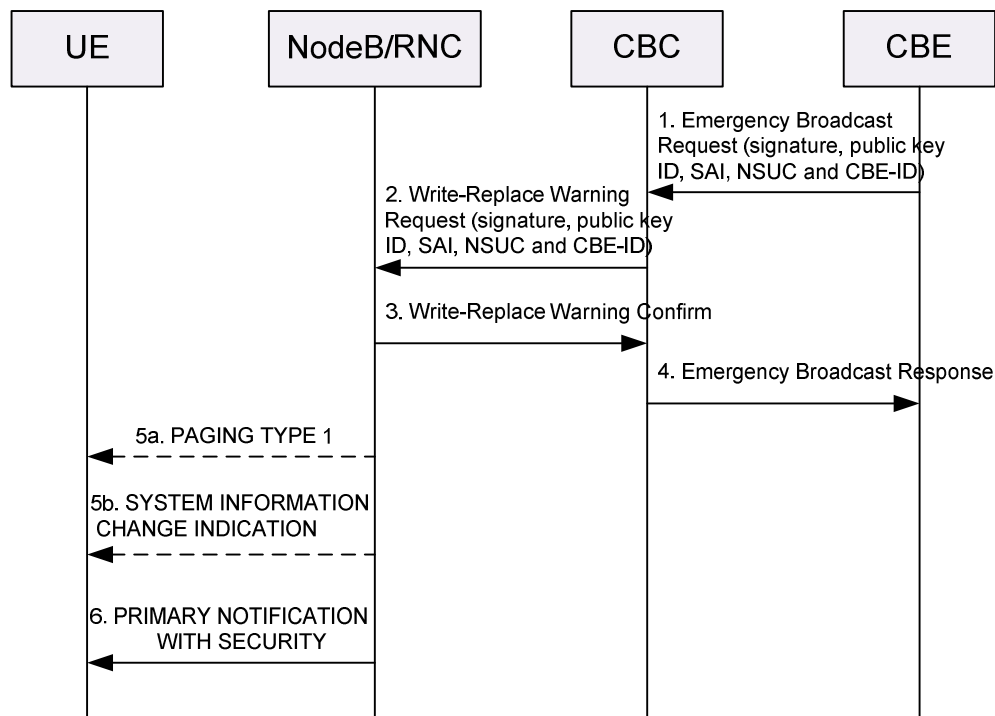 UE
NodeB/RNC
CBC
CBE
1. Emergency Broadcast
Request (signature, public key
ID, SAI, NSUC and CBE-ID)
2. Write-Replace Warning
Request (signature, public key
ID, SAI, NSUC and CBE-ID)
3. Write-Replace Warning Confirm
4. Emergency Broadcast Response
5a. PAGING TYPE 1
5b. SYSTEM INFORMATION
CHANGE INDICATION
6. PRIMARY NOTIFICATION
WITH SECURITY